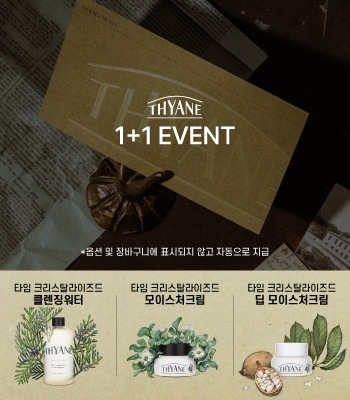 THYANE
THYANE
1+1 EVENT
*옵션 및 장바구니에 표시되지 않고 자동으로 지급
타임 크리스탈라이즈드
클렌징워터
타임 크리스탈라이즈드
모이스처크림
타임 크리스탈라이즈드
딥 모이스처크림
THYANE
THYANE
THYANE